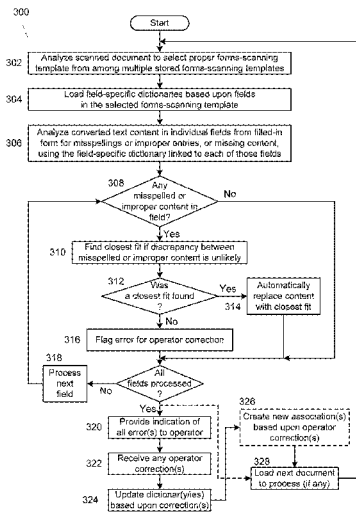 300
Start
302
Analyze scanned document to select proper forms-scanning
template from among multiple stored forms-scanning templates
304
Load field-specific dictionaries based upon fields
in the selected forms-scanning template
306
Analyze converted text content in individual fields from filled-in
form for misspellings or improper entries, or missing content,
using the field-specific dictionary linked to each of those fields
308
Any
misspelled or
improper content in
field?
No
Yes
310
Find closest fit if discrepancy between
misspelled or improper content is unlikely
312
Was
a closest fit found
?
Yes
314
Automatically
replace content
with closest fit
No
316
Flag error for operator correction
318
Process
next
field
No
All
fields processed
?
Yes
320
Provide indication of
all error(s) to operator
322
Receive any operator
correction(s)
324
Update dictionar(y/ies)
based upon correction(s)
326
Create new association(s)
based upon operator
correction(s)
328
Load next document
to process (if any)